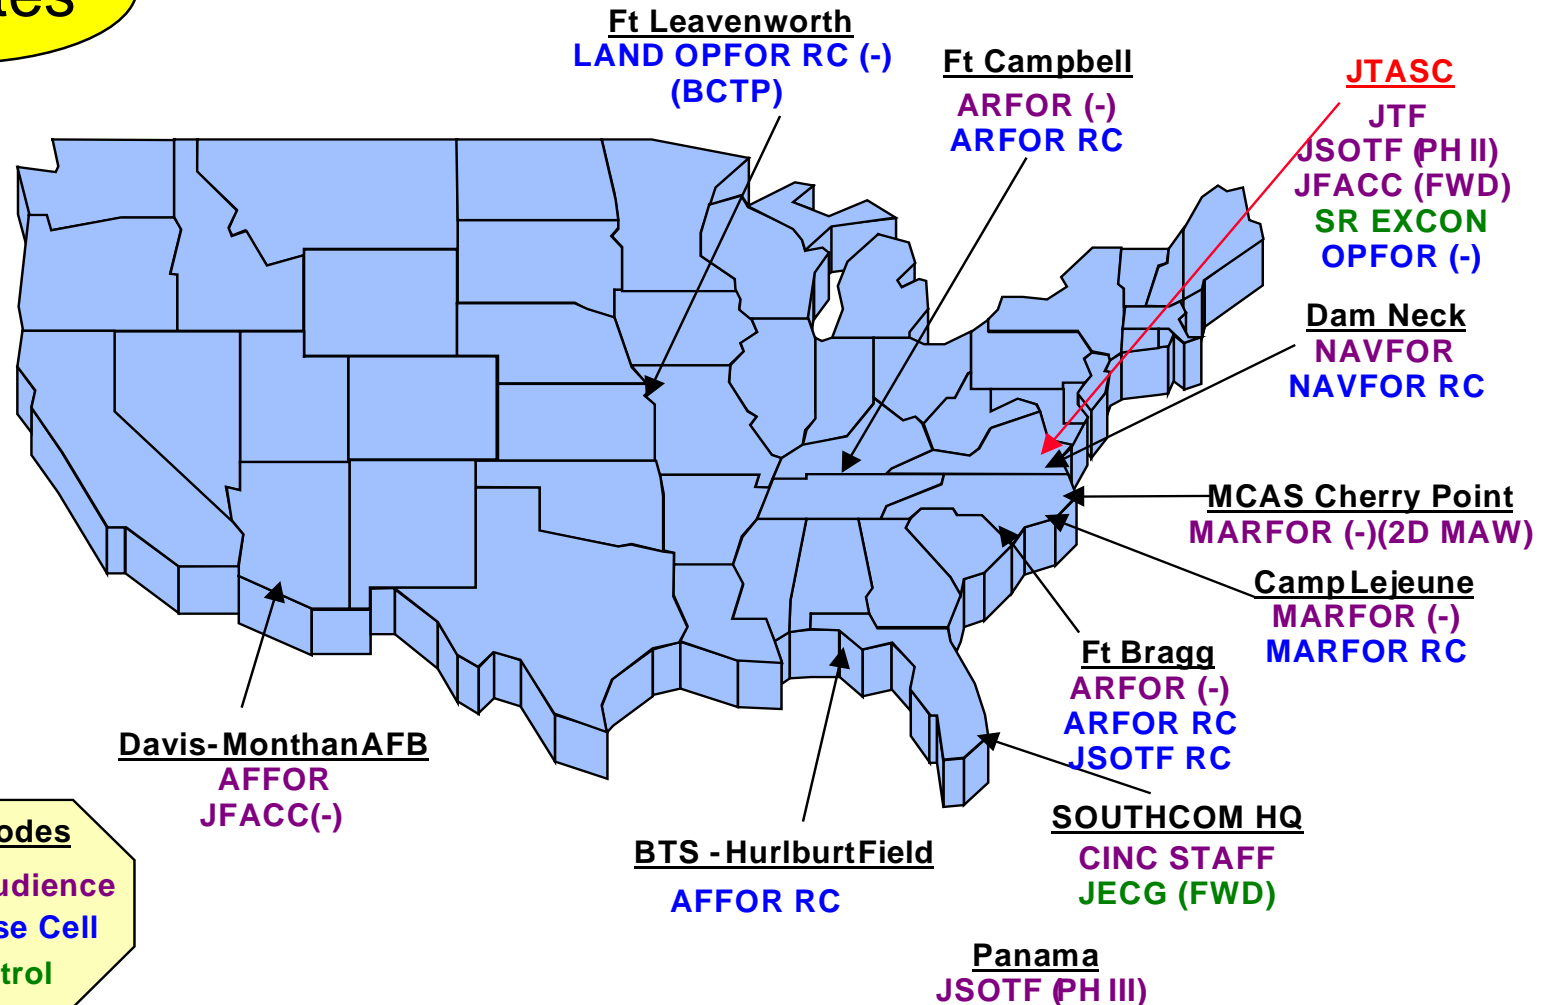 Ft Leavenworth
LAND OPFOR RC (-)
(BCTP)
Ft Campbell
ARFOR (-)
ARFOR RC
JTASC
JTF
JSOTF (PH II)
JFACC (FWD)
SR EXCON
OPFOR (-)
Dam Neck
NAVFOR
NAVFOR RC
MCAS Cherry Point
MARFOR (-)(2D MAW)
Camp Lejeune
MARFOR (-)
MARFOR RC
Ft Bragg
ARFOR (-)
ARFOR RC
JSOTF RC
SOUTHCOM HQ
CINC STAFF
JECG (FWD)
Davis-Monthan AFB
AFFOR
JFACC(-)
BTS - Hurlburt Field
AFFOR RC
Panama
JSOTF (PH III)
odes
udience
se Cell
trol